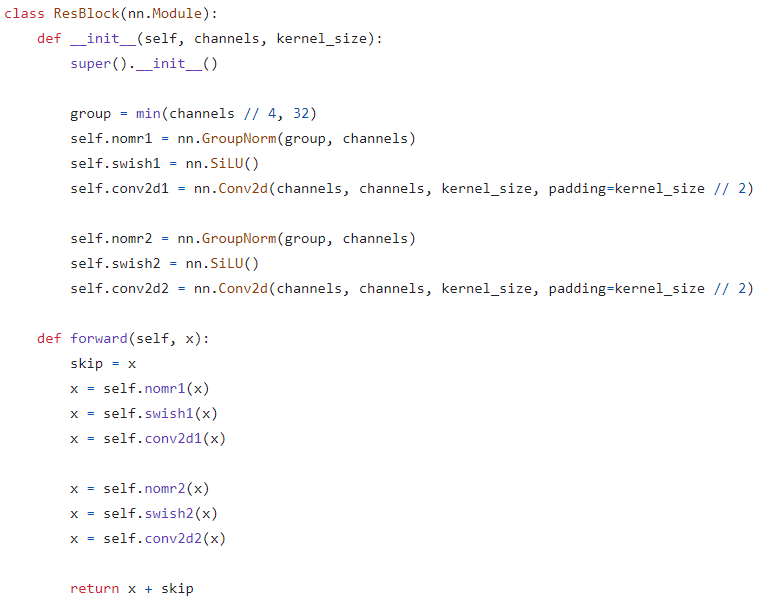 class ResBlock(nn.Module):
    def __init__(self, channels, kernel_size):
        super().__init__()

        group = min(channels // 4, 32)
        self.nomr1 = nn.GroupNorm(group, channels)
        self.swish1 = nn.SiLU()
        self.conv2d1 = nn.Conv2d(channels, channels, kernel_size, padding=kernel_size // 2)

        self.nomr2 = nn.GroupNorm(group, channels)
        self.swish2 = nn.SiLU()
        self.conv2d2 = nn.Conv2d(channels, channels, kernel_size, padding=kernel_size // 2)

    def forward(self, x):
        skip = x
        x = self.nomr1(x)
        x = self.swish1(x)
        x = self.conv2d1(x)

        x = self.nomr2(x)
        x = self.swish2(x)
        x = self.conv2d2(x)

        return x + skip